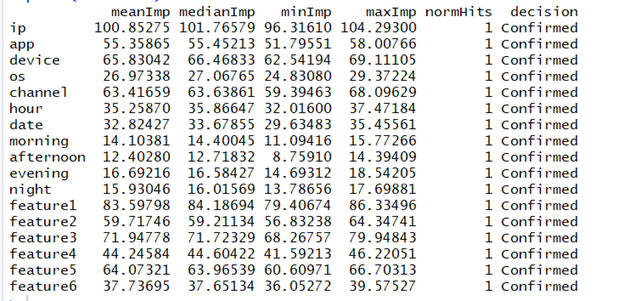 meanImp medianImp minImp maxImp normHits decision
ip 100.85275 101.76579 96.31610 104.29300 1 Confirmed
app 55.35865 55.45213 51.79551 58.00766 1 Confirmed
device 65.83042 66.46833 62.54194 69.11105 1 Confirmed
os 26.97338 27.06765 24.83080 29.37224 1 Confirmed
channel 63.41659 63.63861 59.39463 68.09629 1 Confirmed
hour 35.25870 35.86647 32.01600 37.47184 1 Confirmed
date 32.82427 33.67855 29.63483 35.45561 1 Confirmed
morning 14.10381 14.40045 11.09416 15.77266 1 Confirmed
afternoon 12.40280 12.71832 8.75910 14.39409 1 Confirmed
evening 16.69216 16.58427 14.69312 18.54205 1 Confirmed
night 15.93046 16.01569 13.78656 17.69881 1 Confirmed
feature1 83.59798 84.18694 79.40674 86.33496 1 Confirmed
feature2 59.71746 59.21134 56.83238 64.34741 1 Confirmed
feature3 71.94778 71.72329 68.26757 79.94843 1 Confirmed
feature4 44.24584 44.60422 41.59213 46.22051 1 Confirmed
feature5 64.07321 63.96539 60.60971 66.70313 1 Confirmed
feature6 37.73695 37.65134 36.05272 39.57527 1 Confirmed